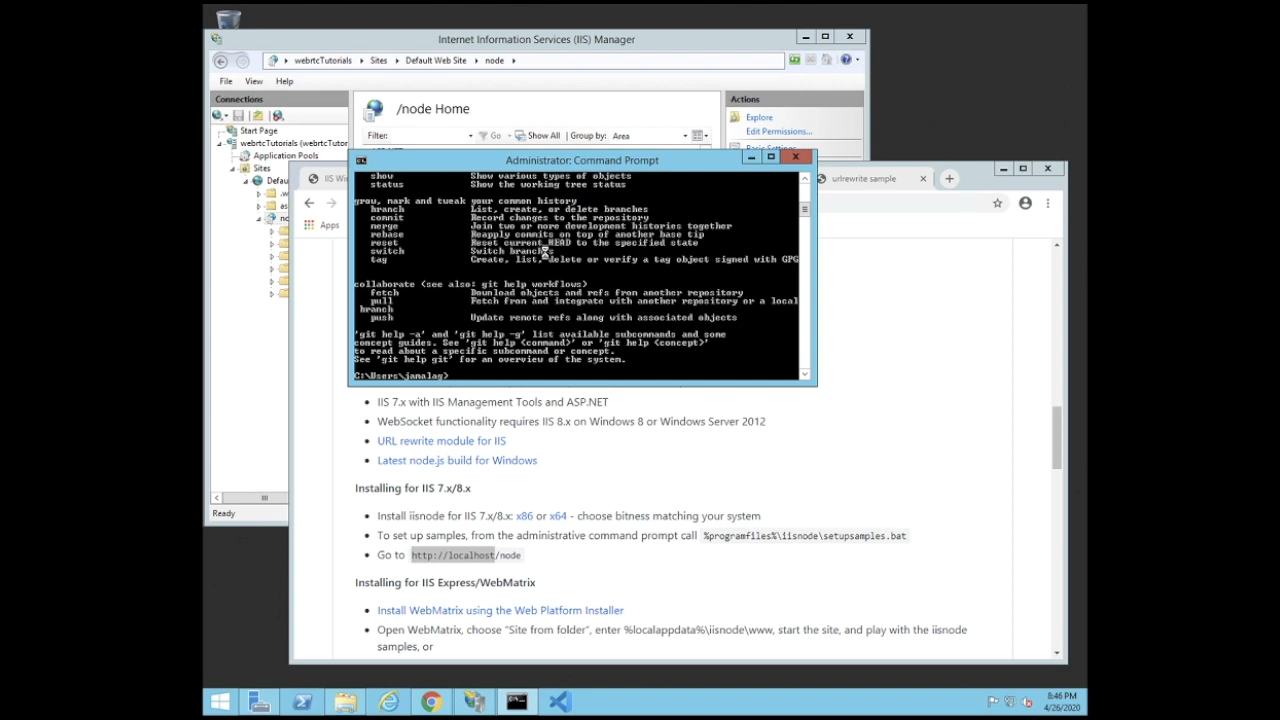 Internet Information Services (IIS) Manager
webrtcTutorials
Sites
Default Web Site
node
File
View
Help
Connections
Start Page
webrtcTutorials (webrtcTutor
Application Pools
Sites
Defau
/node Home
Filter:
Go
Show All
Group by:
Area
Actions
Explore
Edit Permissions...
Basic Settings...
Ready
Administrator: Command Prompt
show Show various types of objects
status Show the working tree status
grow, mark and tweak your common history
branch List, create, or delete branches
commit Record changes to the repository
merge Join two or more development histories together
rebase Reapply commits on top of another base tip
reset Reset current HEAD to the specified state
switch Switch branches
tag Create, list, delete or verify a tag object signed with GPG
collaborate (see also: git help workflows)
fetch Download objects and refs from another repository
pull Fetch from and integrate with another repository or a local
branch
push Update remote refs along with associated objects
'git help -a' and 'git help -g' list available subcommands and some
concept guides. See 'git help <command>' or 'git help <concept>'
to read about a specific subcommand or concept.
See 'git help git' for an overview of the system.
C:\Users\jamalag>
IIS Wi
urlrewrite sample
Apps
IIS 7.x with IIS Management Tools and ASP.NET
WebSocket functionality requires IIS 8.x on Windows 8 or Windows Server 2012
URL rewrite module for IIS
Latest node.js build for Windows
Installing for IIS 7.x/8.x
Install iisnode for IIS 7.x/8.x: x86 or x64 - choose bitness matching your system
To set up samples, from the administrative command prompt call %programfiles%\iisnode\setupsamples.bat
Go to http://localhost/node
Installing for IIS Express/WebMatrix
Install WebMatrix using the Web Platform Installer
Open WebMatrix, choose “Site from folder”, enter %localappdata%\iisnode\www, start the site, and play with the iisnode
samples, or
8:46 PM
4/26/2020